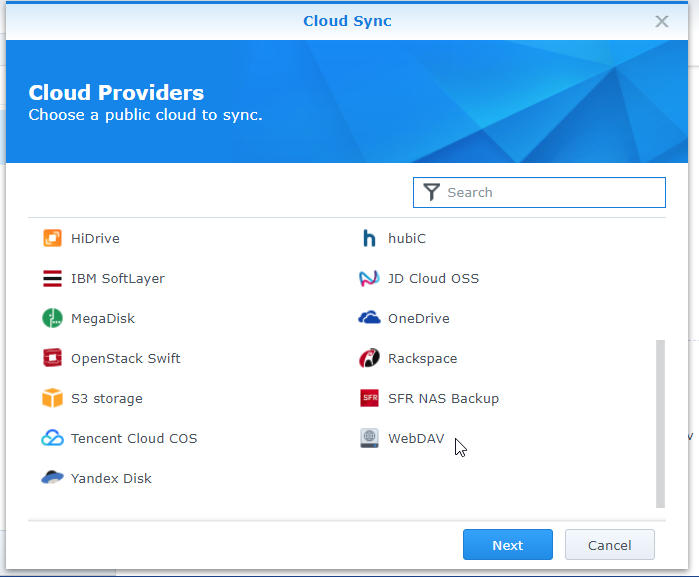 Cloud Sync
Cloud Providers
Choose a public cloud to sync.
Search
HiDrive
hubiC
IBM SoftLayer
JD Cloud OSS
MegaDisk
OneDrive
OpenStack Swift
Rackspace
S3 storage
SFR
SFR NAS Backup
Tencent Cloud COS
WebDAV
Yandex Disk
Next
Cancel